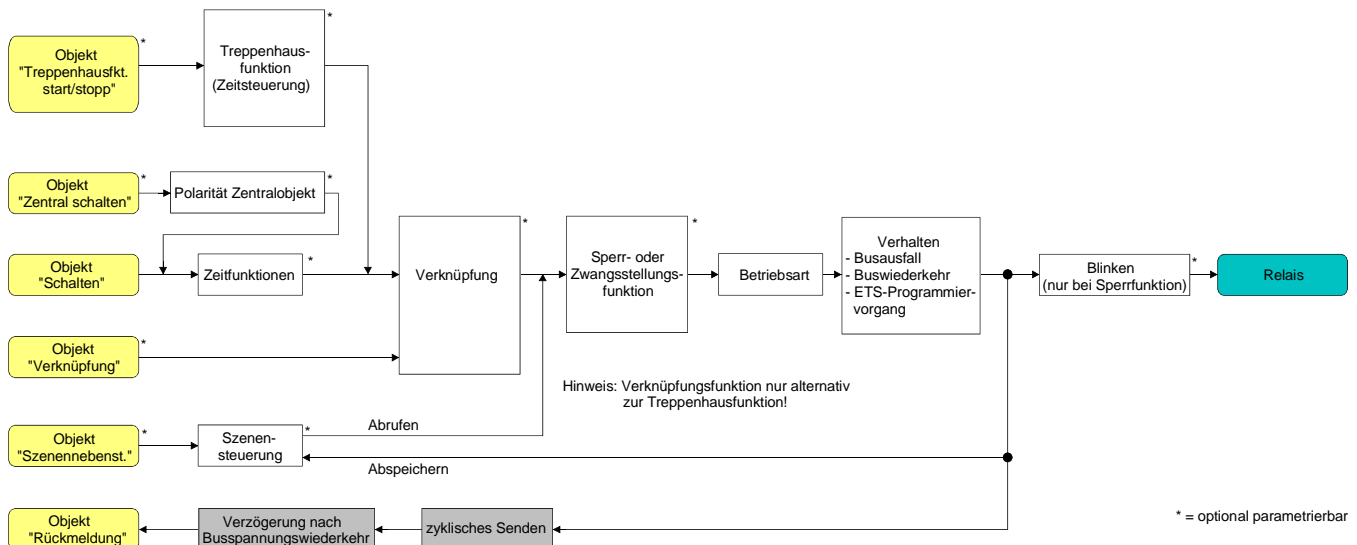 *
*
Objekt
"Treppenhausfkt.
start/stopp"
Treppenhaus-
funktion
(Zeitsteuerung)
*
*
Objekt
"Zentral schalten"
Polarität Zentralobjekt
*
*
Objekt
"Schalten"
*
Zeitfunktionen
Verknüpfung
Sperr- oder
Zwangsstellungs-
funktion
Betriebsart
Verhalten
- Busausfall
- Buswiederkehr
- ETS-Programmier-
vorgang
Blinken
(nur bei Sperrfunktion)
*
Relais
*
Objekt
"Verknüpfung"
Hinweis: Verknüpfungsfunktion nur alternativ
zur Treppenhausfunktion!
*
Objekt
"Szenennebenst."
Szenen-
steuerung
*
Abrufen
Abspeichern
Objekt
"Rückmeldung"
Verzögerung nach
Busspannungswiederkehr
zyklisches Senden
* = optional parametrierbar